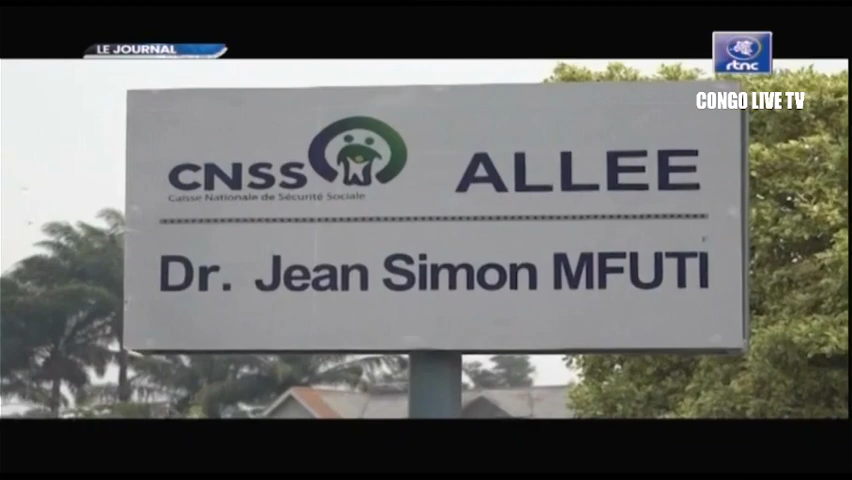 LE JOURNAL
rtnc
CONGO LIVE TV
CNSS ALLEE
Caisse Nationale de Sécurité Sociale
Dr. Jean Simon MFUTI